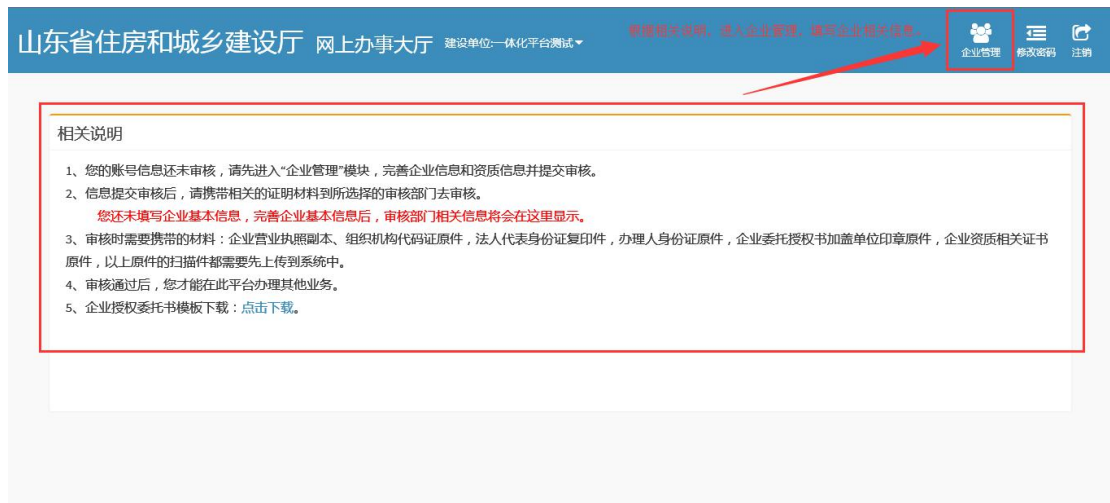 山东省住房和城乡建设厅 网上办事大厅 建设单位:一体化平台测试
根据相关说明，进入企业管理，填写企业相关信息。
企业管理 修改密码 注销
相关说明
1、您的账号信息还未审核，请先进入“企业管理”模块，完善企业信息和资质信息并提交审核。
2、信息提交审核后，请携带相关的证明材料到所选择的审核部门去审核。
您还未填写企业基本信息，完善企业基本信息后，审核部门相关信息将会在这里显示。
3、审核时需要携带的材料：企业营业执照副本、组织机构代码证原件，法人代表身份证复印件，办理人身份证原件，企业委托授权书加盖单位印章原件，企业资质相关证书
原件，以上原件的扫描件都需要先上传到系统中。
4、审核通过后，您才能在此平台办理其他业务。
5、企业授权委托书模板下载：点击下载。